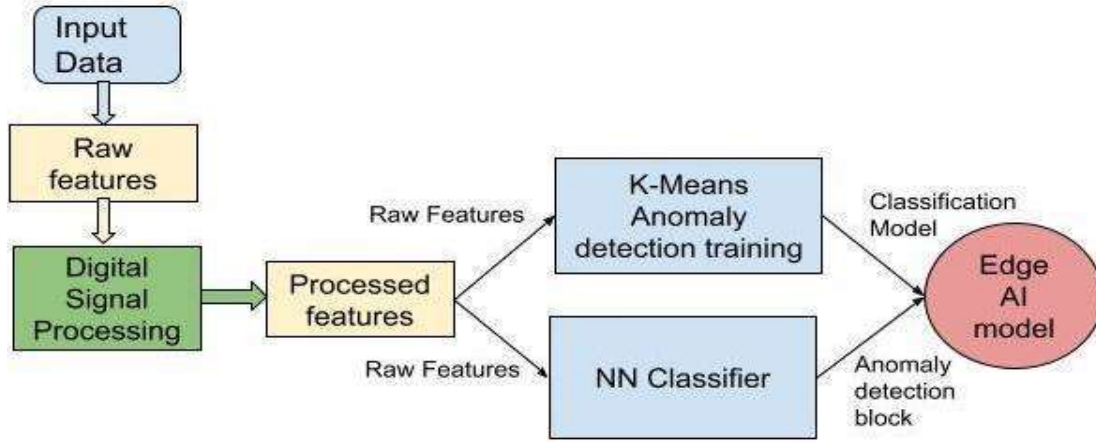 Input
Data
Raw
features
Digital
Signal
Processing
Processed
features
Raw Features
Raw Features
K-Means
Anomaly
detection training
NN Classifier
Classification
Model
Anomaly
detection
block
Edge
AI
model